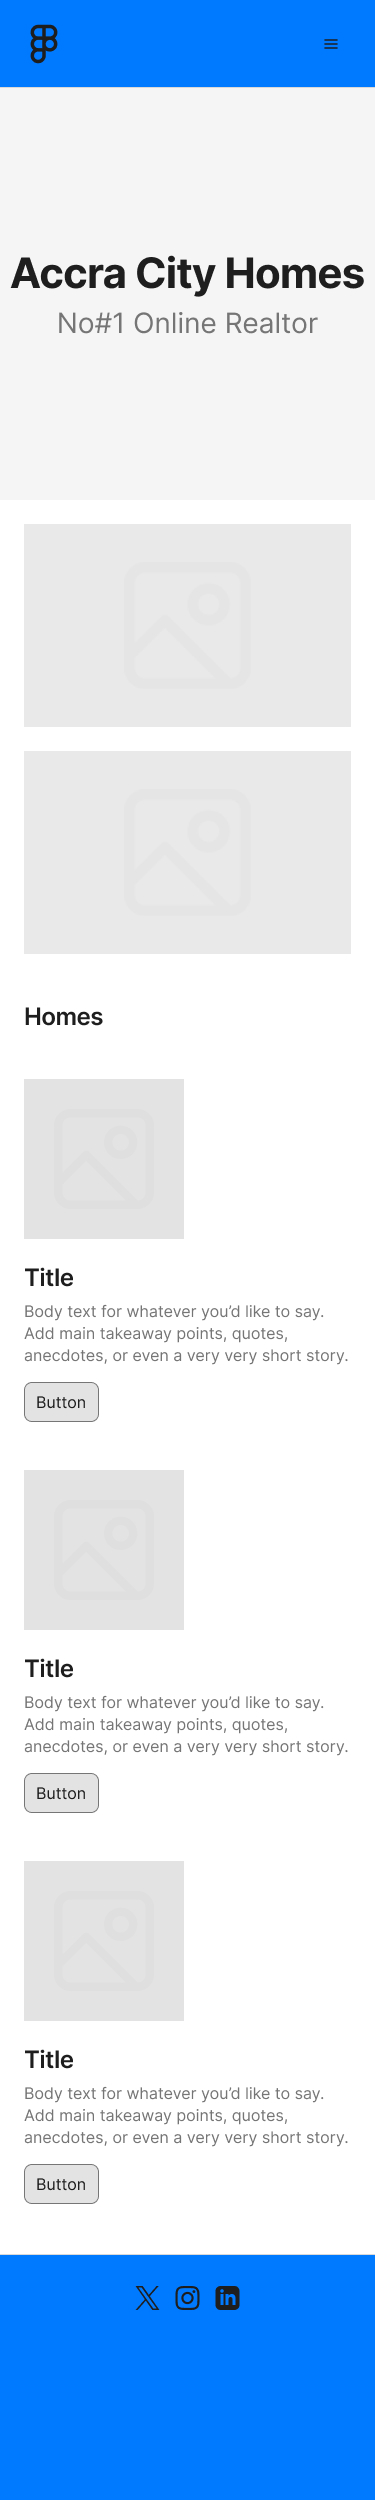 Accra City Homes
No#1 Online Realtor
Homes
Title
Body text for whatever you’d like to say.
Add main takeaway points, quotes,
anecdotes, or even a very very short story.
Button
Title
Body text for whatever you’d like to say.
Add main takeaway points, quotes,
anecdotes, or even a very very short story.
Button
Title
Body text for whatever you’d like to say.
Add main takeaway points, quotes,
anecdotes, or even a very very short story.
Button